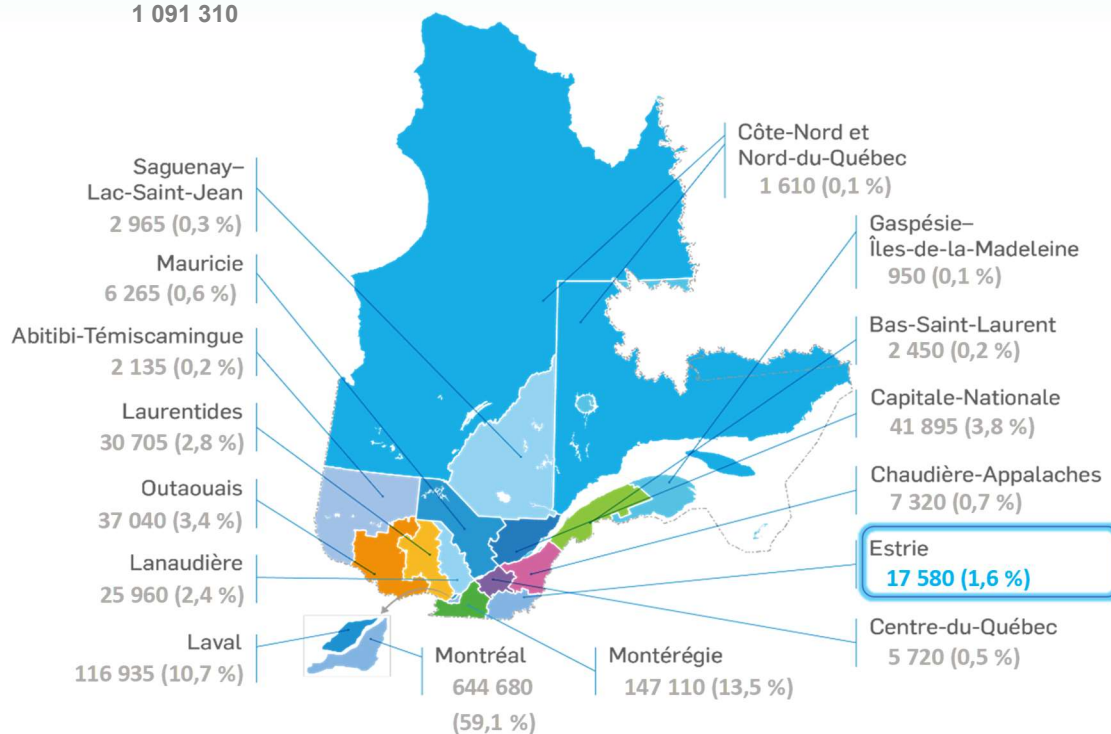 1 091 310
Saguenay–
Lac-Saint-Jean
2 965 (0,3 %)
Mauricie
6 265 (0,6 %)
Abitibi-Témiscamingue
2 135 (0,2 %)
Laurentides
30 705 (2,8 %)
Outaouais
37 040 (3,4 %)
Lanaudière
25 960 (2,4 %)
Laval
116 935 (10,7 %)
Montréal
644 680
(59,1 %)
Montérégie
147 110 (13,5 %)
Côte-Nord et
Nord-du-Québec
1 610 (0,1 %)
Gaspésie–
Îles-de-la-Madeleine
950 (0,1 %)
Bas-Saint-Laurent
2 450 (0,2 %)
Capitale-Nationale
41 895 (3,8 %)
Chaudière-Appalaches
7 320 (0,7 %)
Estrie
17 580 (1,6 %)
Centre-du-Québec
5 720 (0,5 %)